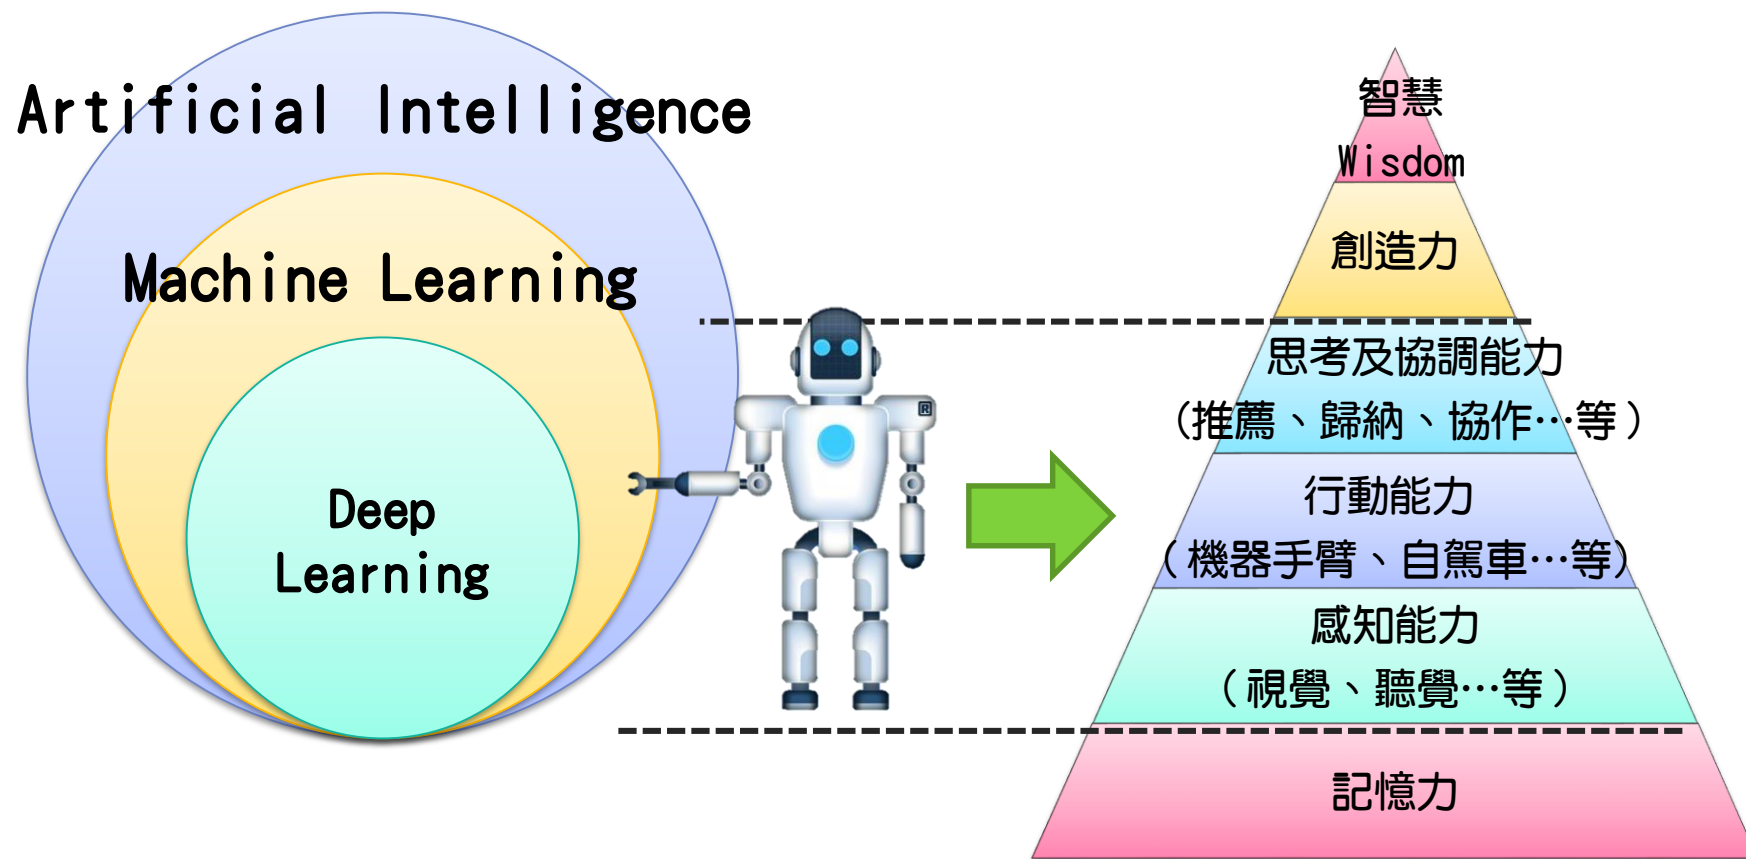 Artificial Intelligence
Machine Learning
Deep
Learning
R
智慧
Wisdom
創造力
思考及協調能力
(推薦、歸納、協作…等)
行動能力
(機器手臂、自駕車…等)
感知能力
(視覺、聽覺…等)
記憶力